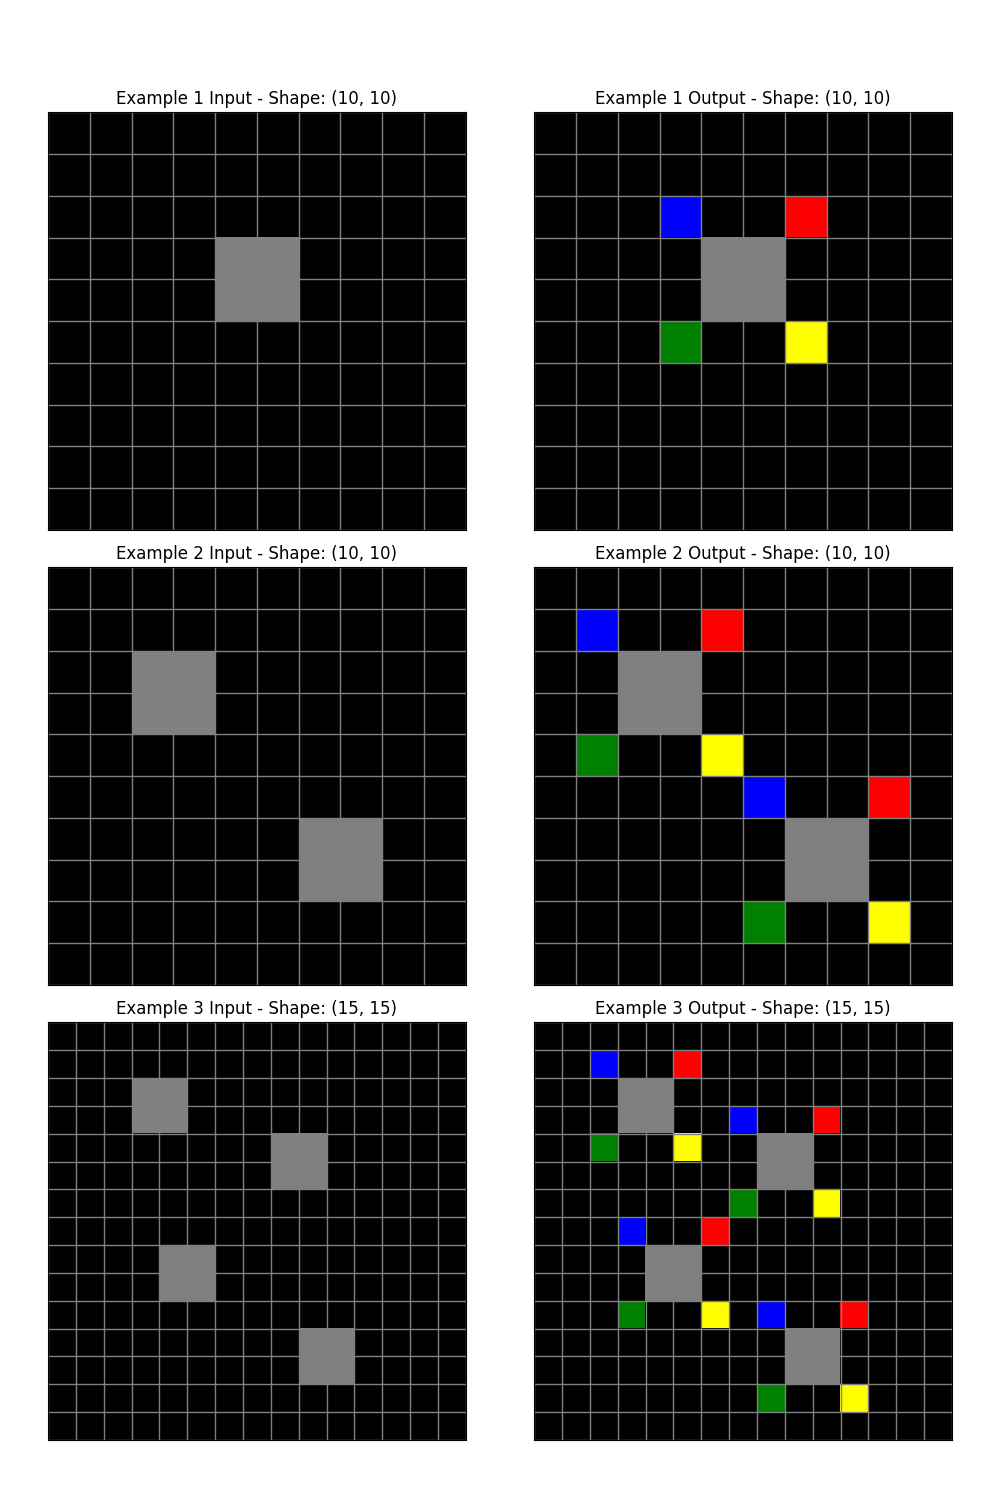 Example 1 Input - Shape: (10, 10)
Example 1 Output - Shape: (10, 10)
Example 2 Input - Shape: (10, 10)
Example 2 Output - Shape: (10, 10)
Example 3 Input - Shape: (15, 15)
Example 3 Output - Shape: (15, 15)